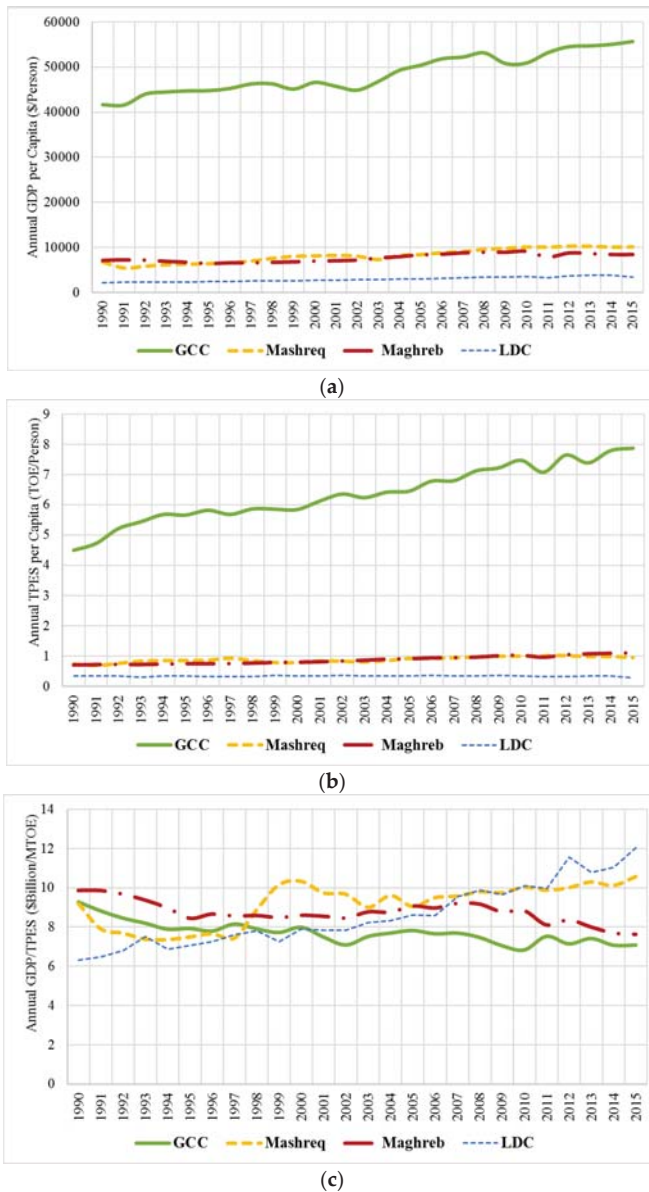 Annual GDP per Capita ($/Person)
60000
50000
40000
30000
20000
10000
0
1990 1991 1992 1993 1994 1995 1996 1997 1998 1999 2000 2001 2002 2003 2004 2005 2006 2007 2008 2009 2010 2011 2012 2013 2014 2015
GCC Mashreq Maghreb LDC
(a)
Annual TPES per Capita (TOE/Person)
9
8
7
6
5
4
3
2
1
0
1990 1991 1992 1993 1994 1995 1996 1997 1998 1999 2000 2001 2002 2003 2004 2005 2006 2007 2008 2009 2010 2011 2012 2013 2014 2015
GCC Mashreq Maghreb LDC
(b)
Annual GDP/TPES ($Billion/MTOE)
14
12
10
8
6
4
2
0
1990 1991 1992 1993 1994 1995 1996 1997 1998 1999 2000 2001 2002 2003 2004 2005 2006 2007 2008 2009 2010 2011 2012 2013 2014 2015
GCC Mashreq Maghreb LDC
(c)